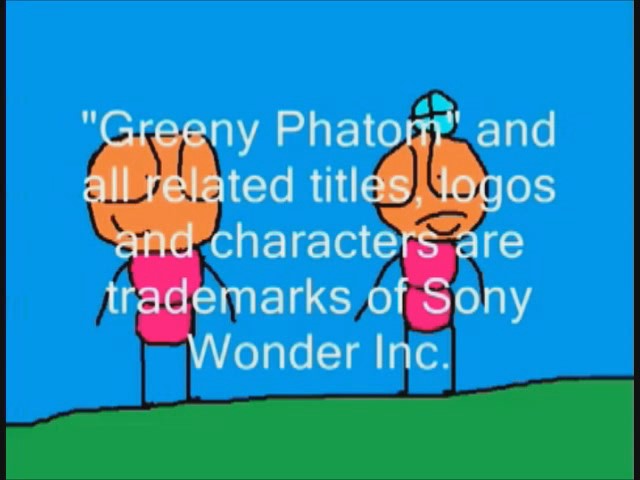 "Greeny Phatom" and
all related titles, logos
and characters are
trademarks of Sony
Wonder Inc.